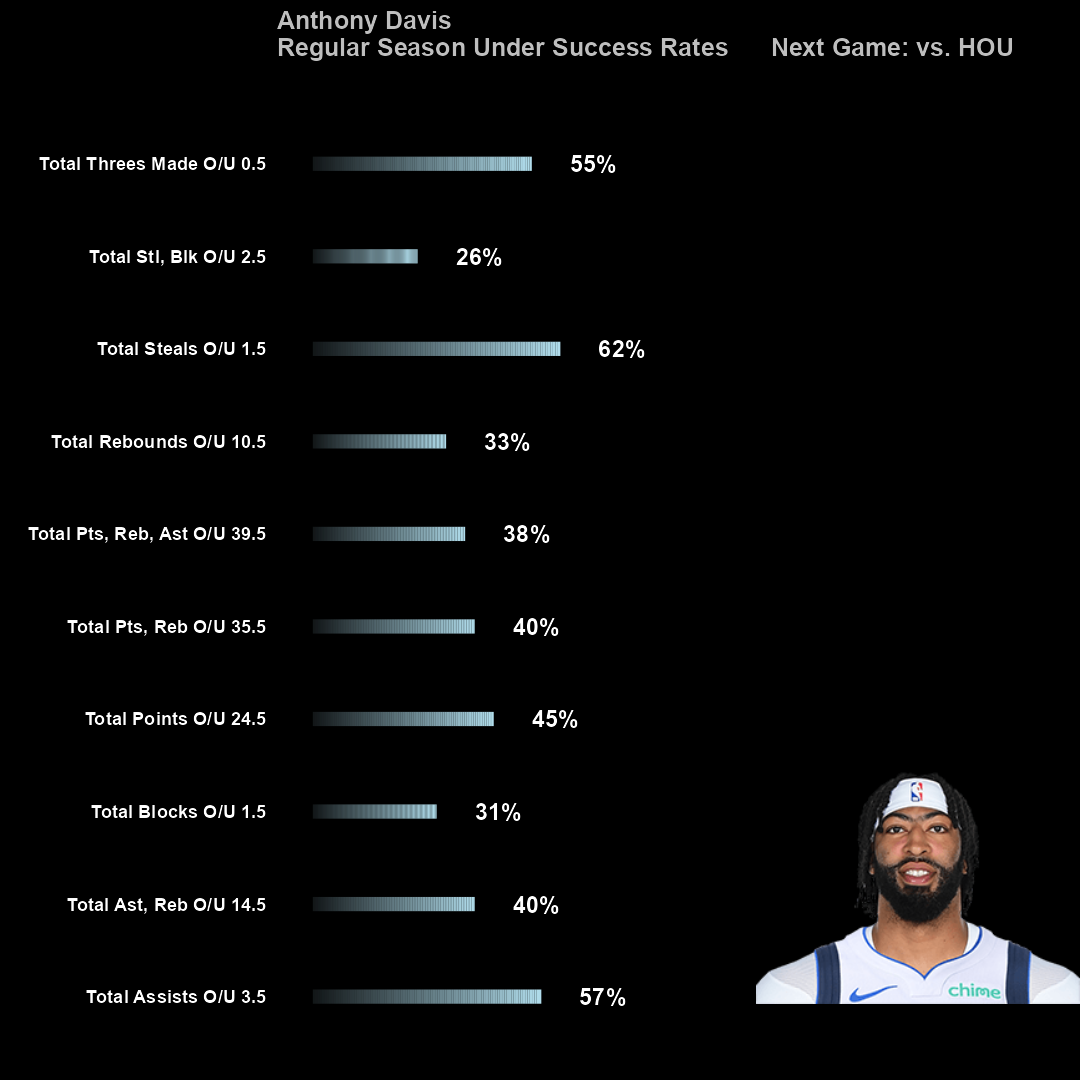 Anthony Davis
Regular Season Under Success Rates Next Game: vs. HOU
Total Threes Made O/U 0.5 55%
Total Stl, Blk O/U 2.5 26%
Total Steals O/U 1.5 62%
Total Rebounds O/U 10.5 33%
Total Pts, Reb, Ast O/U 39.5 38%
Total Pts, Reb O/U 35.5 40%
Total Points O/U 24.5 45%
Total Blocks O/U 1.5 31%
Total Ast, Reb O/U 14.5 40%
Total Assists O/U 3.5 57%
chime